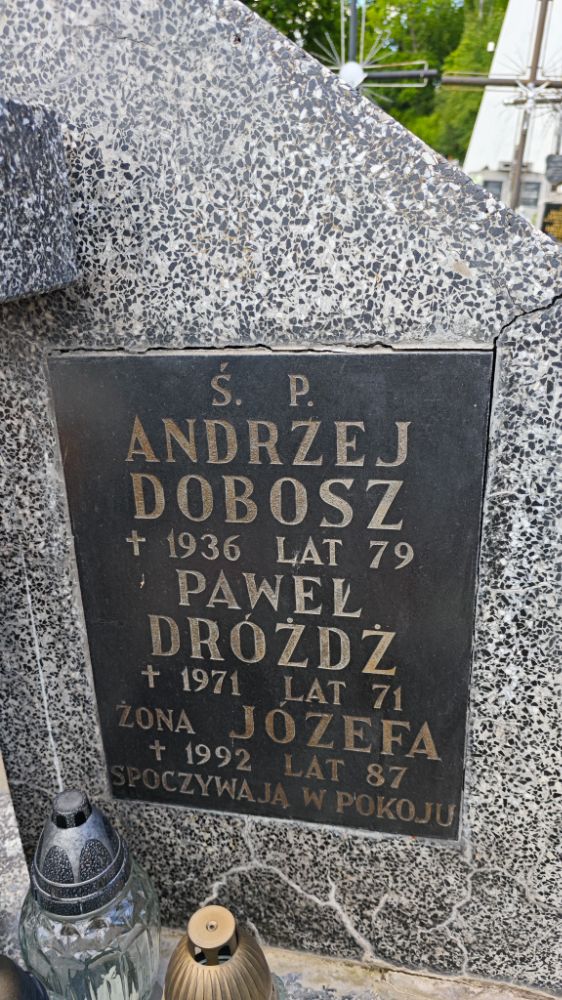 Ś. P.
ANDRZEJ
DOBOSZ
+ 1936 LAT 79
PAWEŁ
DRÓŻDŻ
+ 1971 LAT 71
ŻONA JÓZEFA
+ 1992 LAT 87
SPOCZYWAJĄ W POKOJU